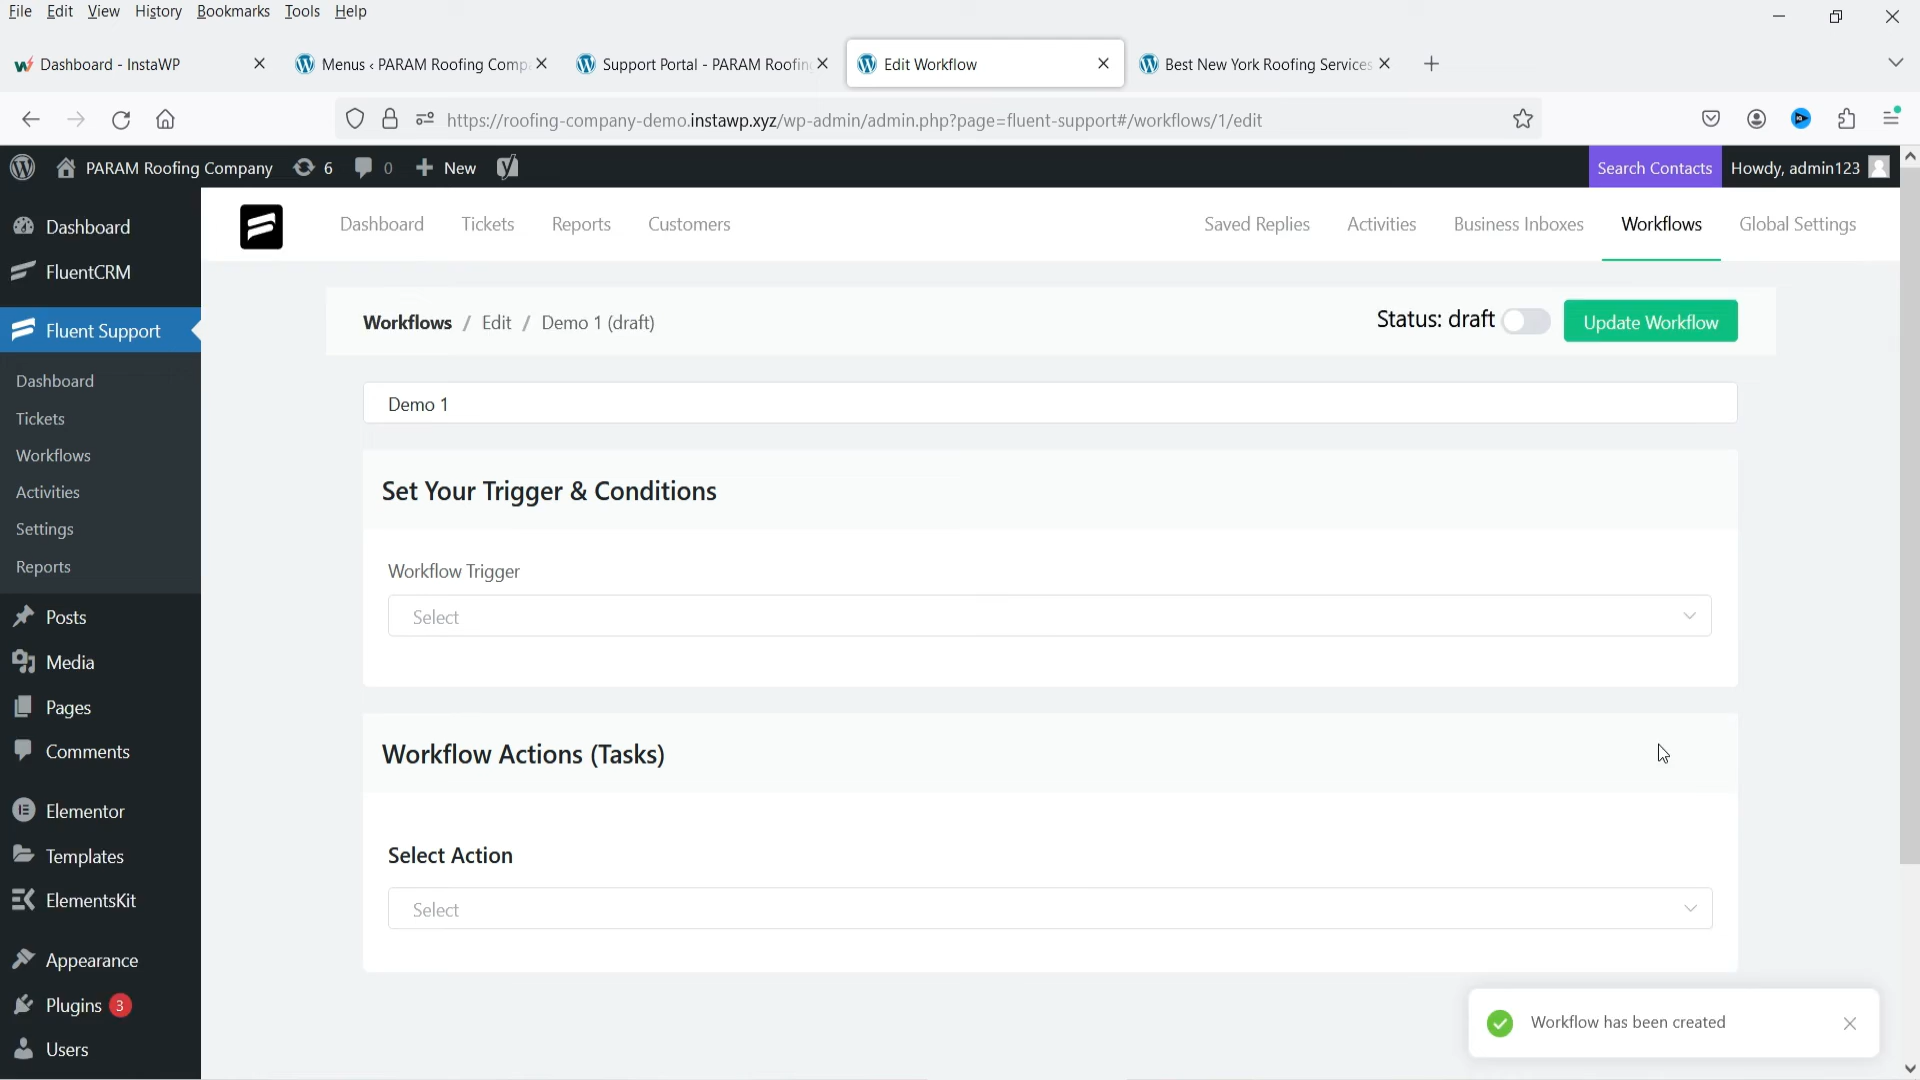 File Edit View History Bookmarks Tools Help
Dashboard - InstaWP
Menus ‹ PARAM Roofing Comp
Support Portal - PARAM Roofin
Edit Workflow
Best New York Roofing Services
https://roofing-company-demo.instawp.xyz/wp-admin/admin.php?page=fluent-support#/workflows/1/edit
PARAM Roofing Company 6 0 New
Search Contacts Howdy, admin123
Dashboard
FluentCRM
Fluent Support
Dashboard
Tickets
Workflows
Activities
Settings
Reports
Posts
Media
Pages
Comments
Elementor
Templates
ElementsKit
Appearance
Plugins 3
Users
Dashboard Tickets Reports Customers
Saved Replies Activities Business Inboxes Workflows Global Settings
Workflows / Edit / Demo 1 (draft)
Status: draft
Update Workflow
Demo 1
Set Your Trigger & Conditions
Workflow Trigger
Select
Workflow Actions (Tasks)
Select Action
Select
Workflow has been created